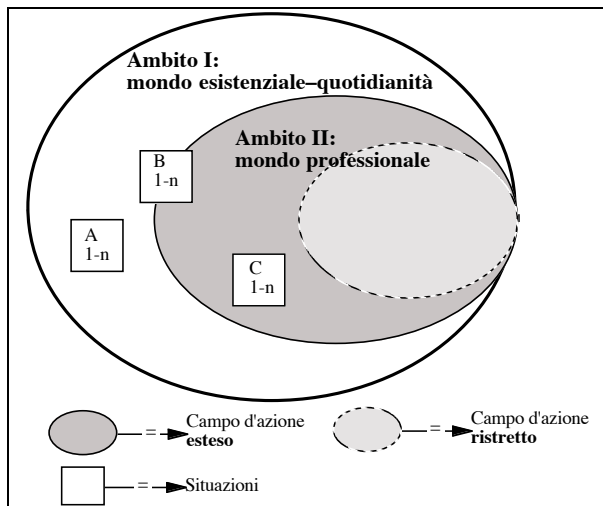 Ambito I:
mondo esistenziale–quotidianità
Ambito II:
mondo professionale
B
1-n
A
1-n
C
1-n
= Campo d'azione
esteso
= Campo d'azione
ristretto
= Situazioni